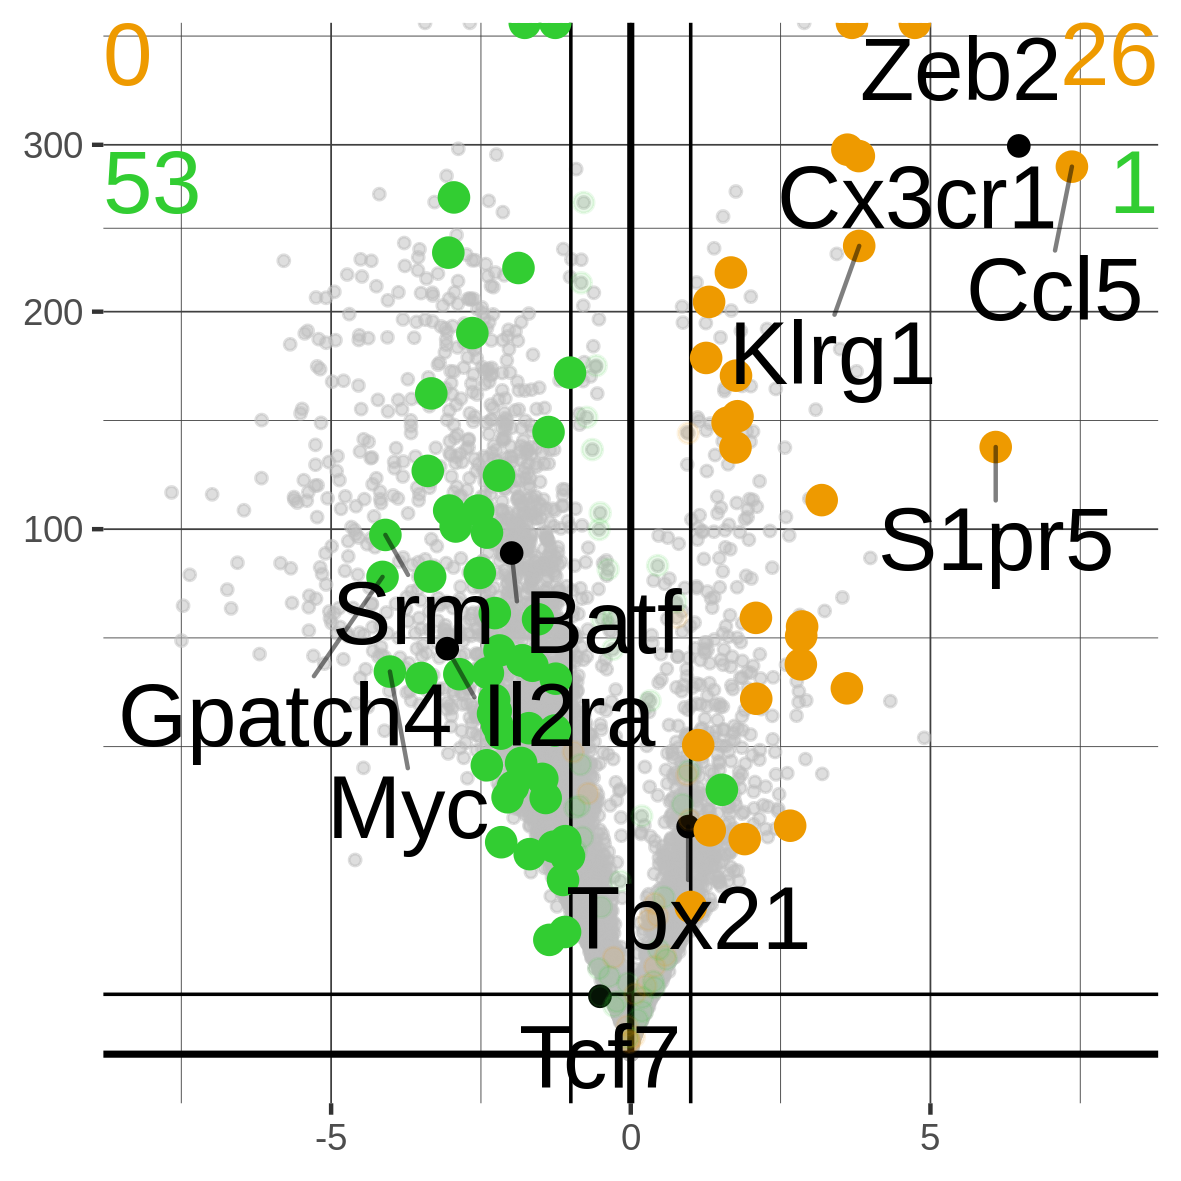 0
Zeb2 26
300
53
Cx3cr1 1
Ccl5
200
Klrg1
100
S1pr5
Srm Batf
Gpatch4 Il2ra
Myc
Tbx21
Tcf7
-5 0 5